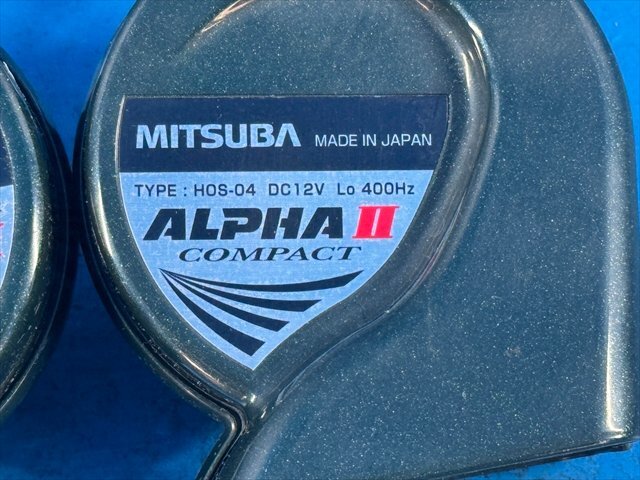 MITSUBA MADE IN JAPAN
TYPE : HOS-04 DC12V Lo 400Hz
ALPHA II
COMPACT